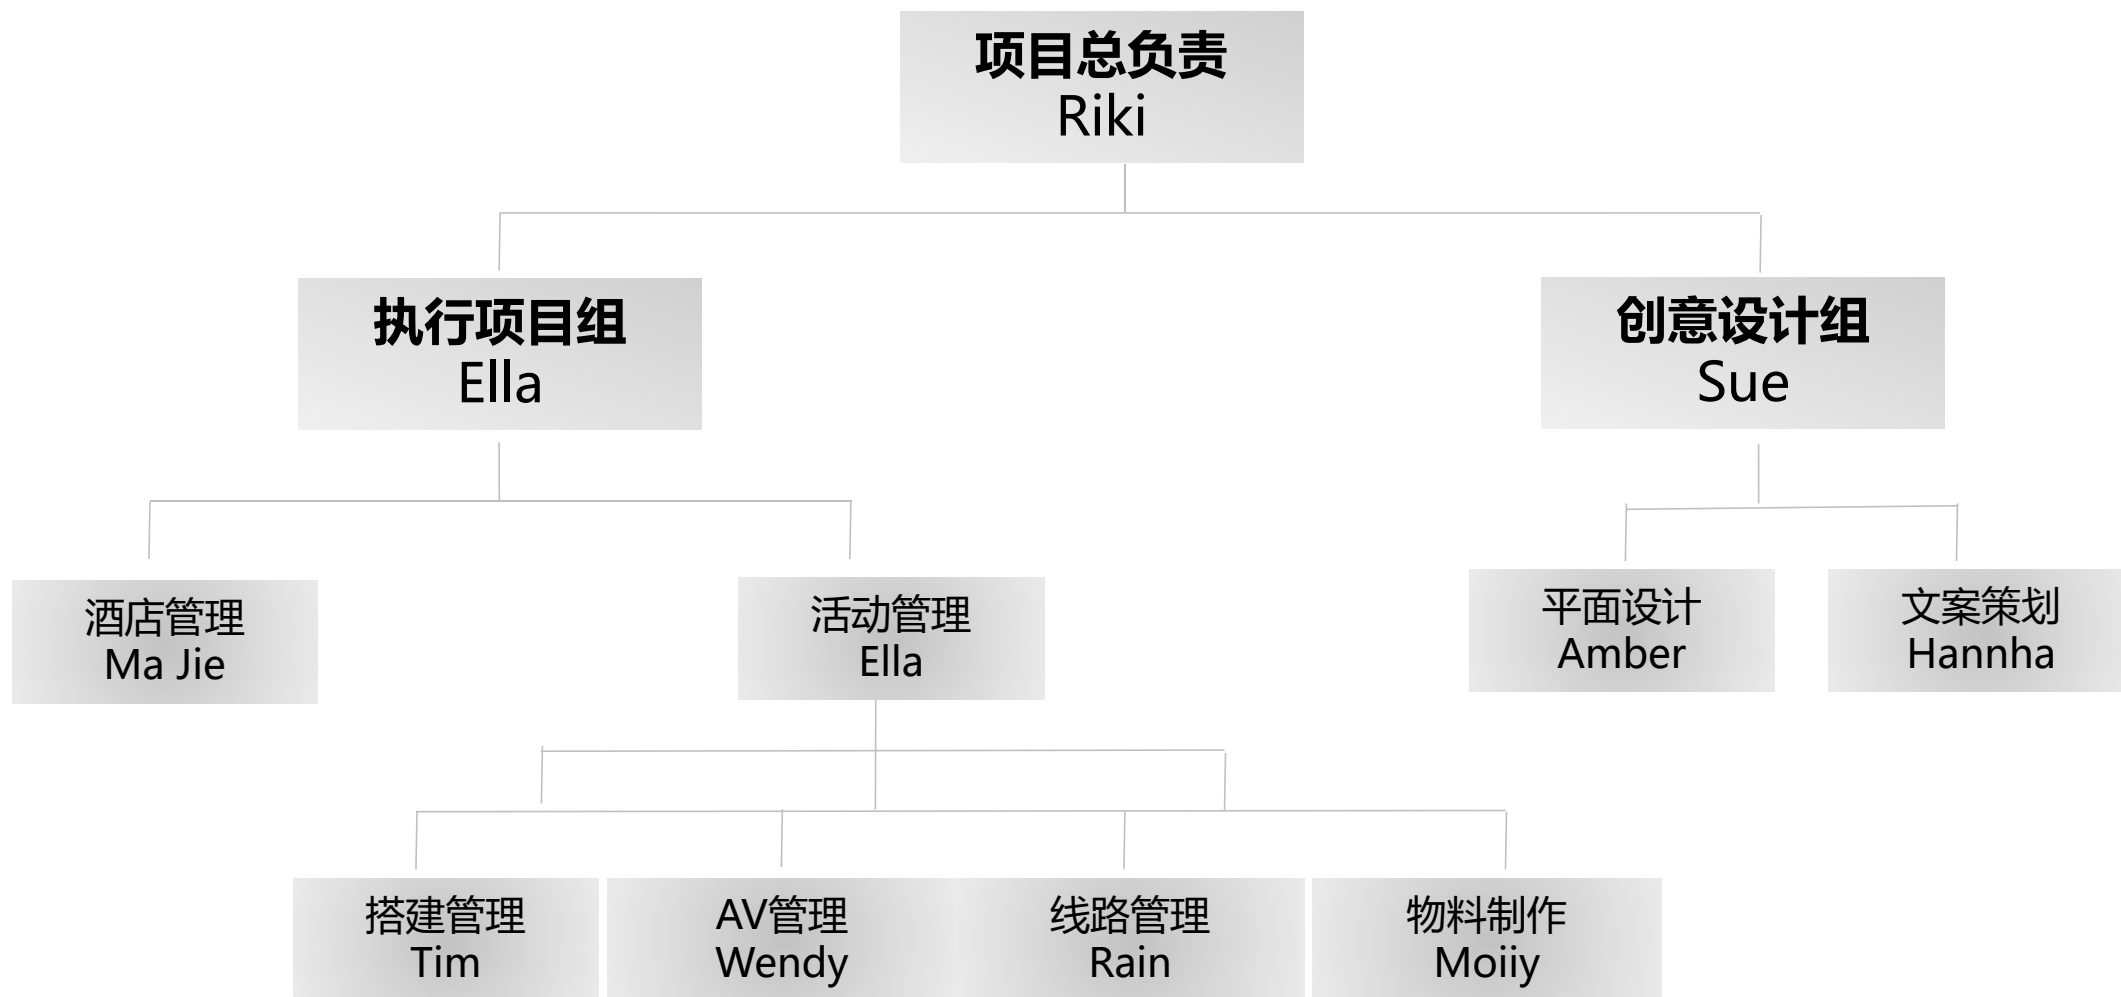 项目总负责
Riki
执行项目组
Ella
创意设计组
Sue
酒店管理
Ma Jie
活动管理
Ella
平面设计
Amber
文案策划
Hannha
搭建管理
Tim
AV管理
Wendy
线路管理
Rain
物料制作
Moiiy